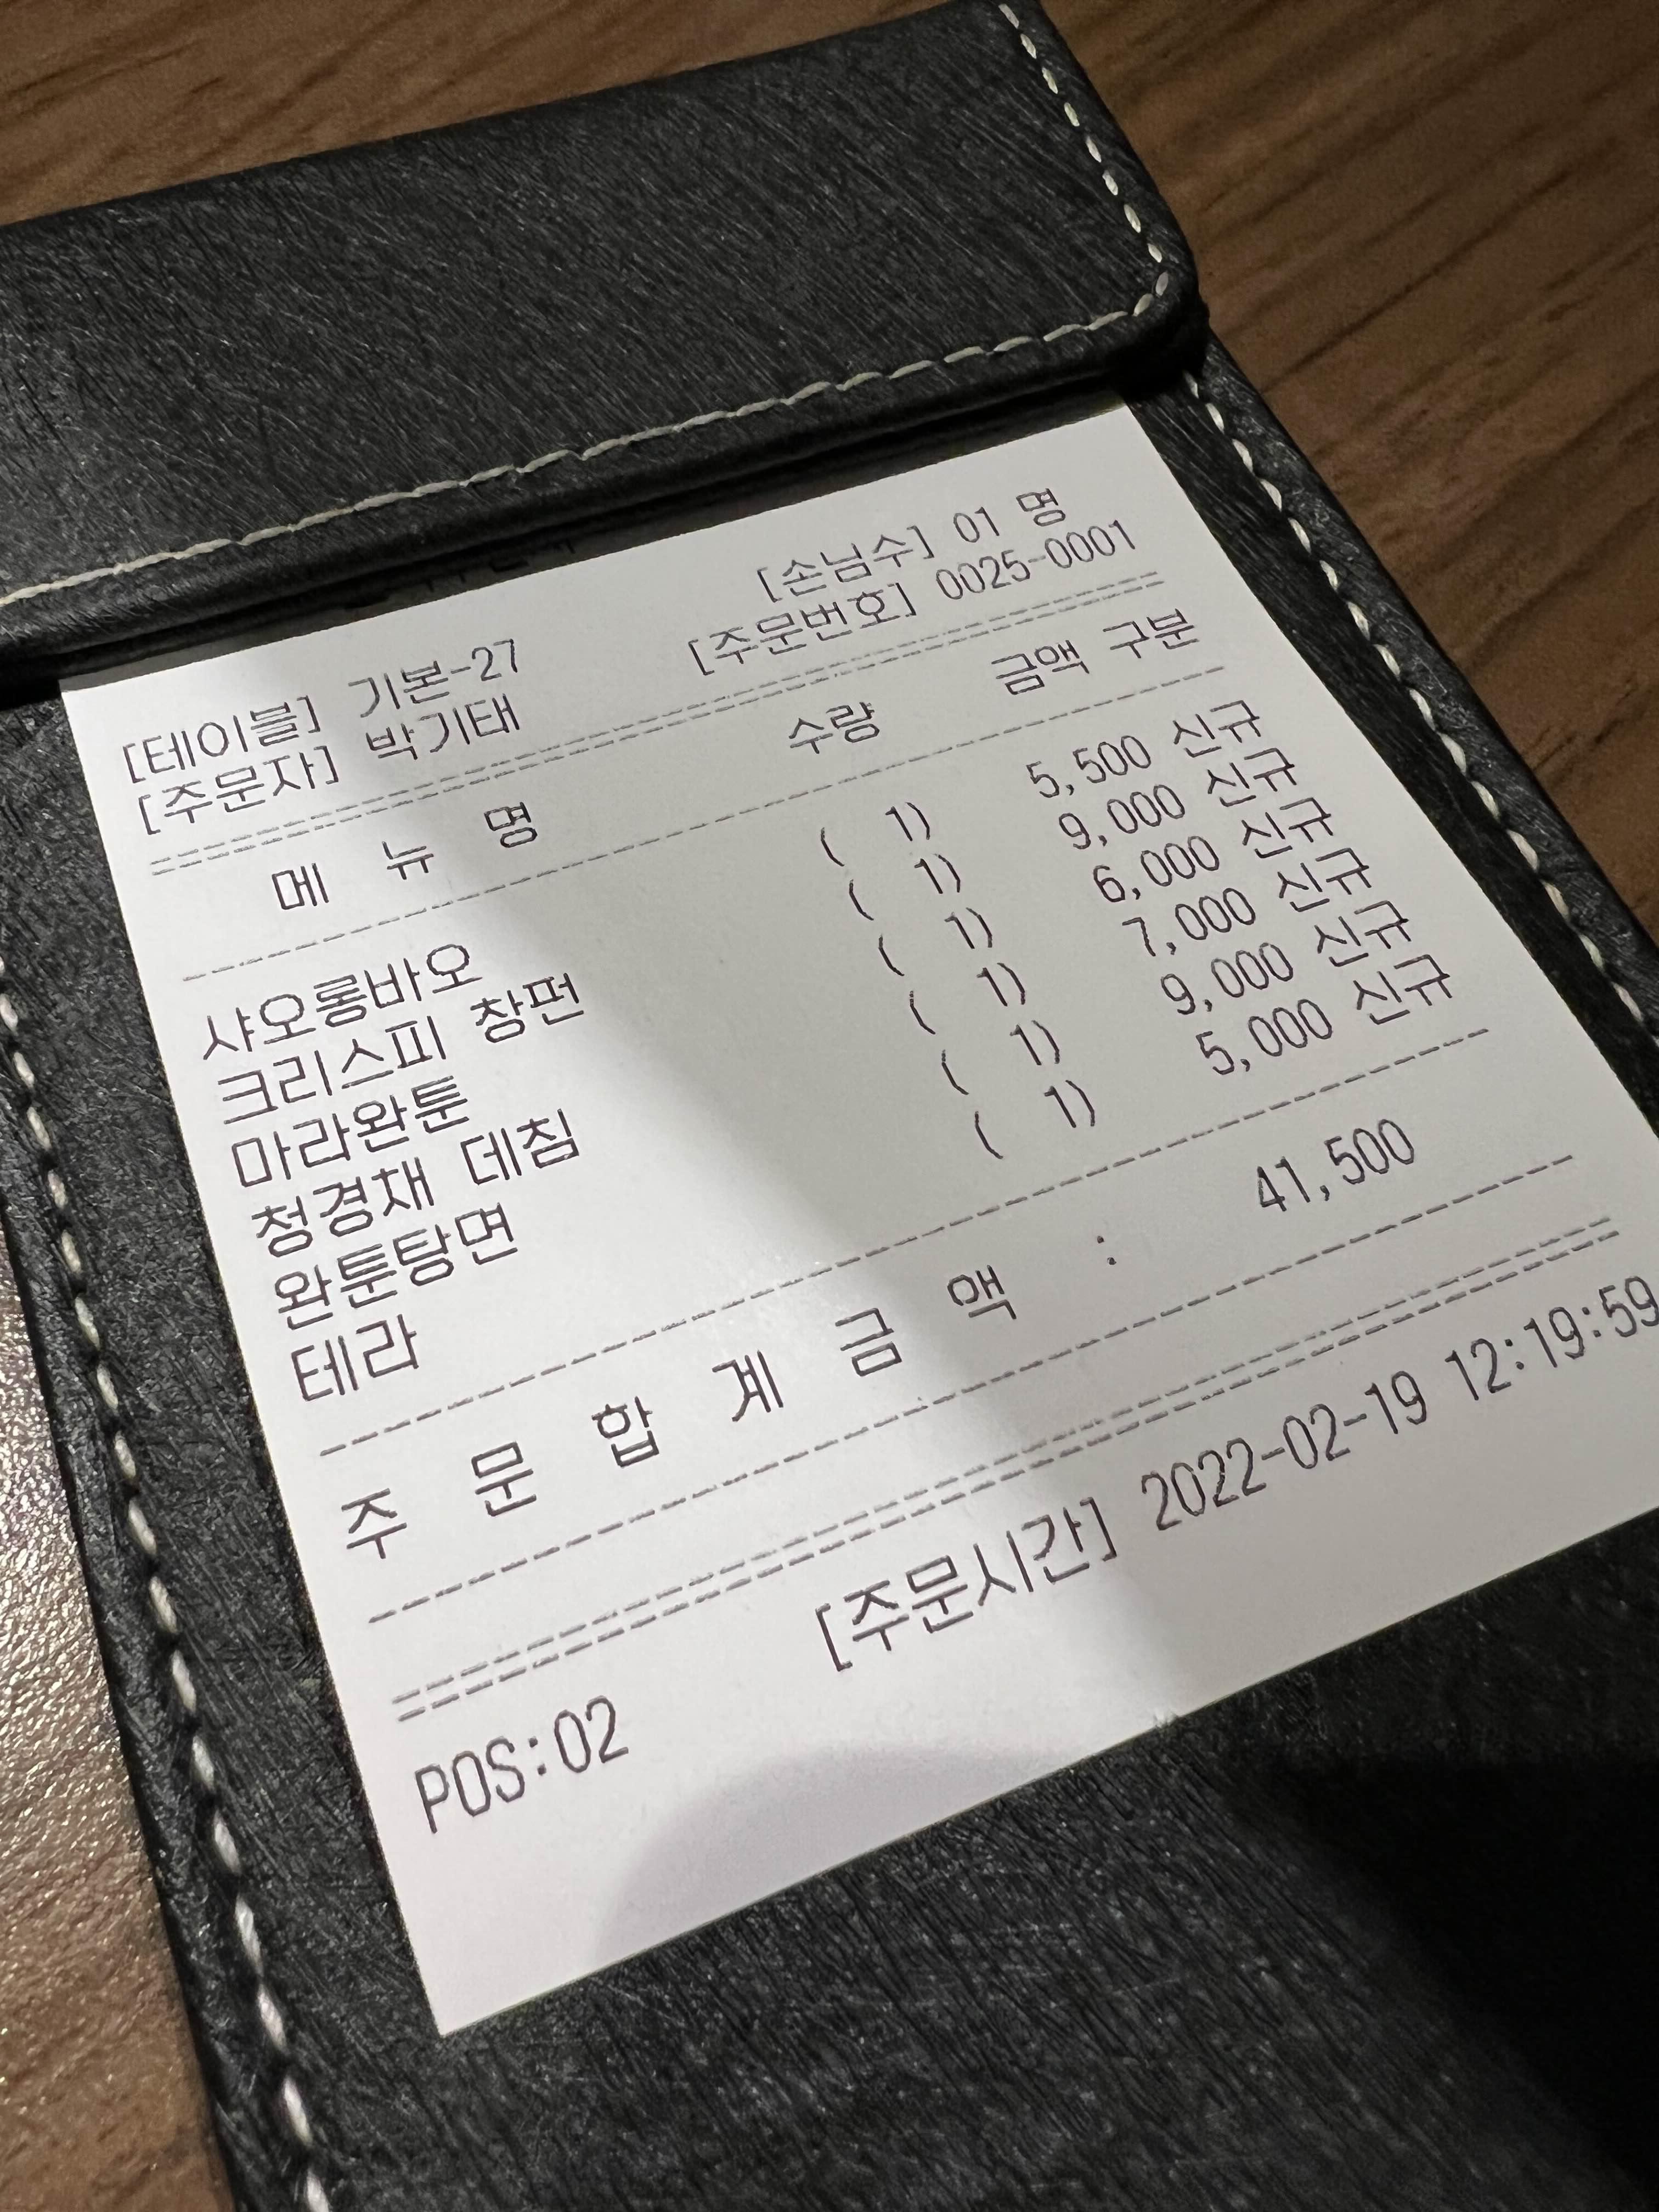 [테이블] 기본-27 [손님수] 01 명
[주문자] 박기태 [주문번호] 0025-0001
메 뉴 명 수량 금액 구분
샤오롱바오 ( 1) 5,500 신규
크리스피 창펀 ( 1) 9,000 신규
마라완툰 ( 1) 6,000 신규
청경채 데침 ( 1) 7,000 신규
완툰탕면 ( 1) 9,000 신규
테라 ( 1) 5,000 신규
주 문 합 계 금 액 : 41,500
[주문시간] 2022-02-19 12:19:59
POS:02